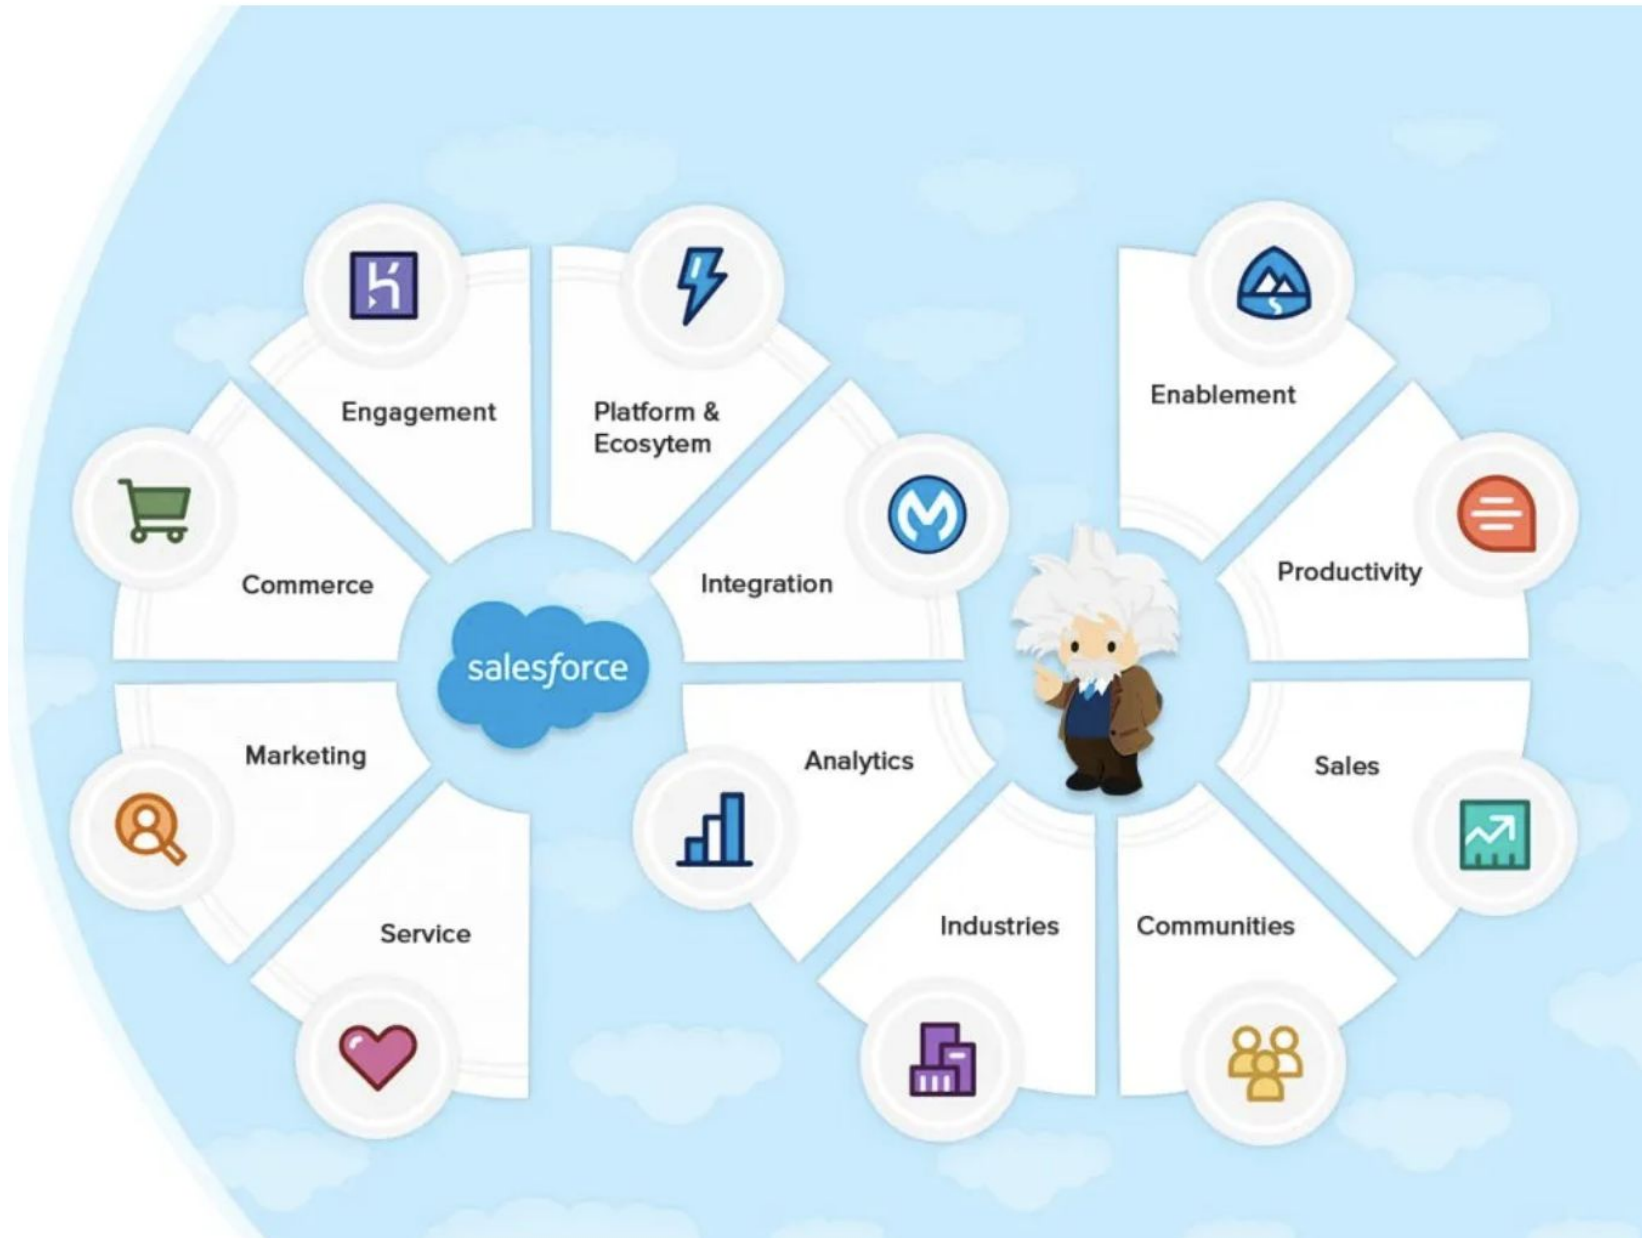 Engagement
Platform &
Ecosytem
Enablement
Commerce
Integration
Productivity
salesforce
Marketing
Analytics
Sales
Service
Industries
Communities